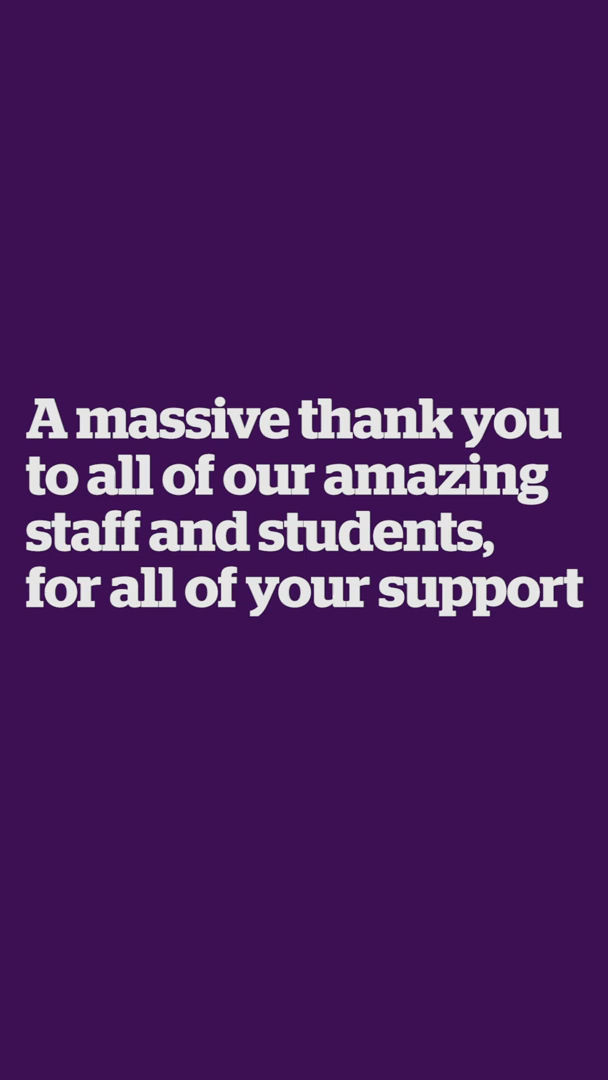 A massive thank you
to all of our amazing
staff and students,
for all of your support